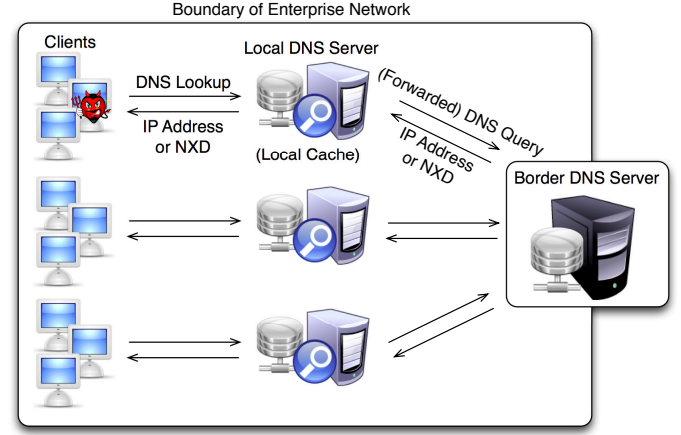 Boundary of Enterprise Network
Clients
Local DNS Server
DNS Lookup
IP Address
or NXD
(Local Cache)
(Forwarded) DNS Query
IP Address
or NXD
Border DNS Server